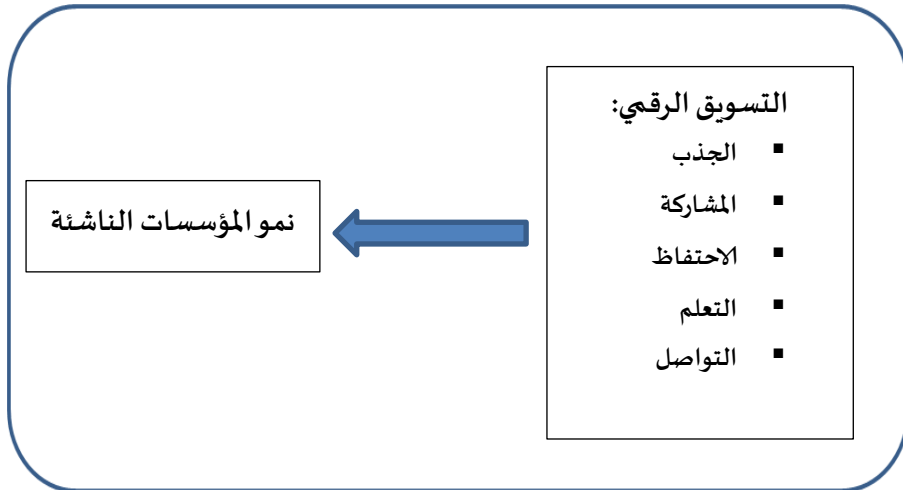 التسويق الرقمي:
▪ الجذب
▪ المشاركة
▪ الاحتفاظ
▪ التعلم
▪ التواصل
نمو المؤسسات الناشئة